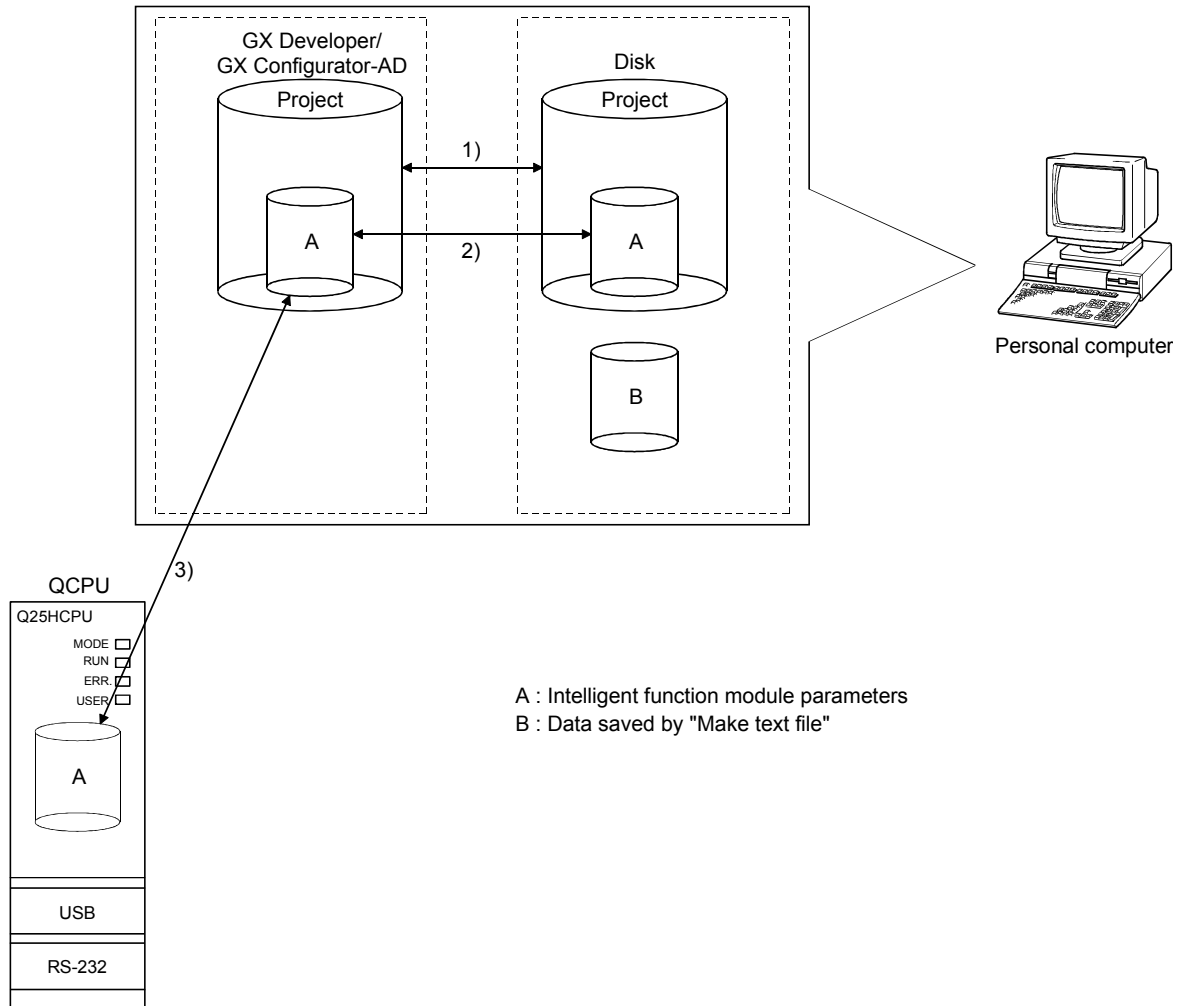 GX Developer/
GX Configurator-AD
Disk
Project
Project
1)
A
A
2)
B
Personal computer
3)
QCPU
Q25HCPU
MODE
RUN
ERR.
USER
A
USB
RS-232
A : Intelligent function module parameters
B : Data saved by "Make text file"